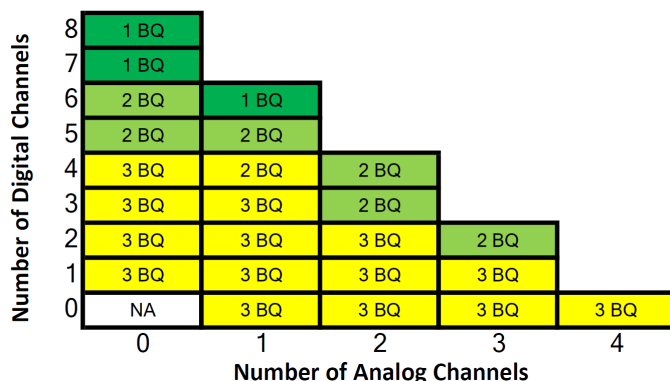 Number of Digital Channels
8 1 BQ
7 1 BQ
6 2 BQ 1 BQ
5 2 BQ 2 BQ
4 3 BQ 2 BQ 2 BQ
3 3 BQ 3 BQ 2 BQ
2 3 BQ 3 BQ 3 BQ 2 BQ
1 3 BQ 3 BQ 3 BQ 3 BQ
0 NA 3 BQ 3 BQ 3 BQ 3 BQ
0 1 2 3 4
Number of Analog Channels